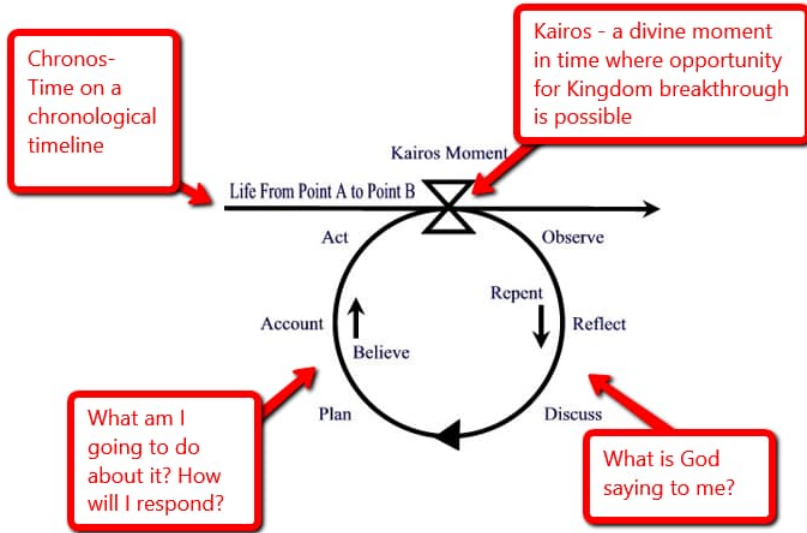 Chronos-
Time on a
chronological
timeline
Kairos - a divine moment
in time where opportunity
for Kingdom breakthrough
is possible
Kairos Moment
Life From Point A to Point B
Act
Observe
Repent
Account
Reflect
Believe
Plan
Discuss
What am I
going to do
about it? How
will I respond?
What is God
saying to me?